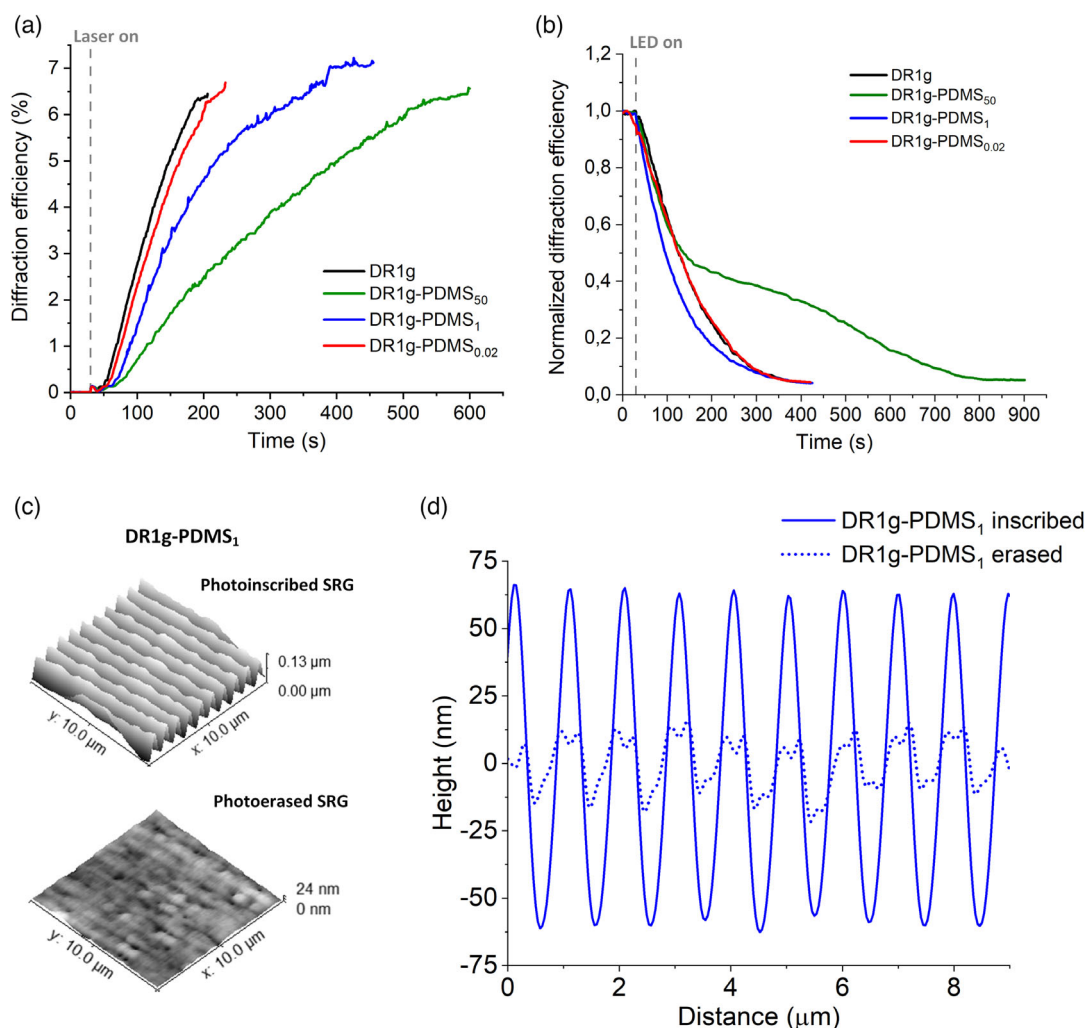 (a)
Laser on
7
6
5
4
3
2
1
0
Diffraction efficiency (%)
DR1g
DR1g-PDMS₅₀
DR1g-PDMS₁
DR1g-PDMS₀.₀₂
0 100 200 300 400 500 600
Time (s)
(b)
LED on
1,2
1,0
0,8
0,6
0,4
0,2
0,0
Normalized diffraction efficiency
DR1g
DR1g-PDMS₅₀
DR1g-PDMS₁
DR1g-PDMS₀.₀₂
0 100 200 300 400 500 600 700 800 900
Time (s)
(c)
DR1g-PDMS₁
Photoinscribed SRG
0.13 µm
0.00 µm
y: 10.0 µm
x: 10.0 µm
Photoerased SRG
24 nm
0 nm
y: 10.0 µm
x: 10.0 µm
(d)
DR1g-PDMS₁ inscribed
DR1g-PDMS₁ erased
75
50
25
0
-25
-50
-75
Height (nm)
0 2 4 6 8
Distance (µm)